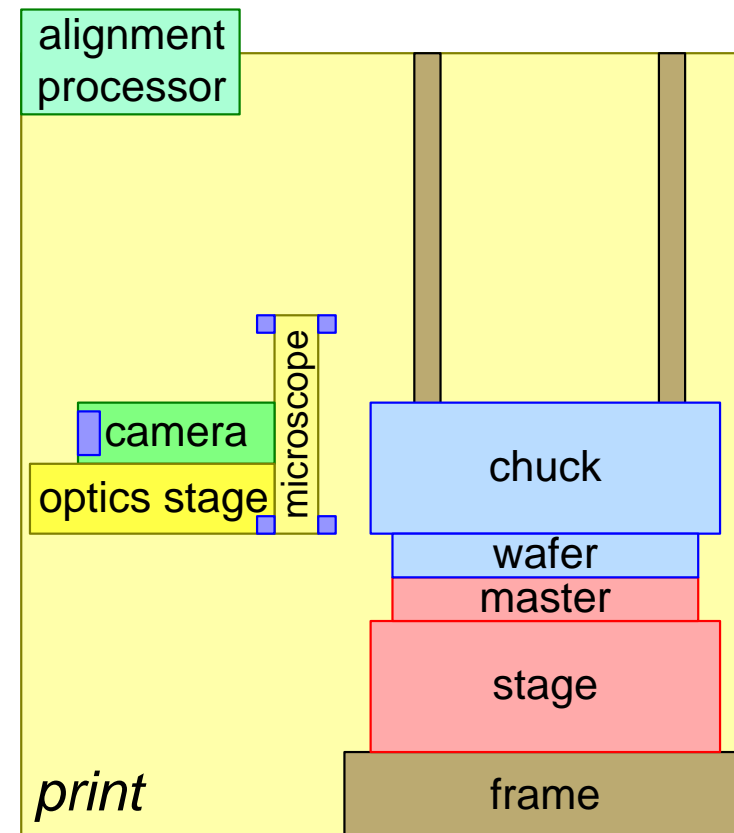 alignment
processor
microscope
camera
optics stage
chuck
wafer
master
stage
print
frame